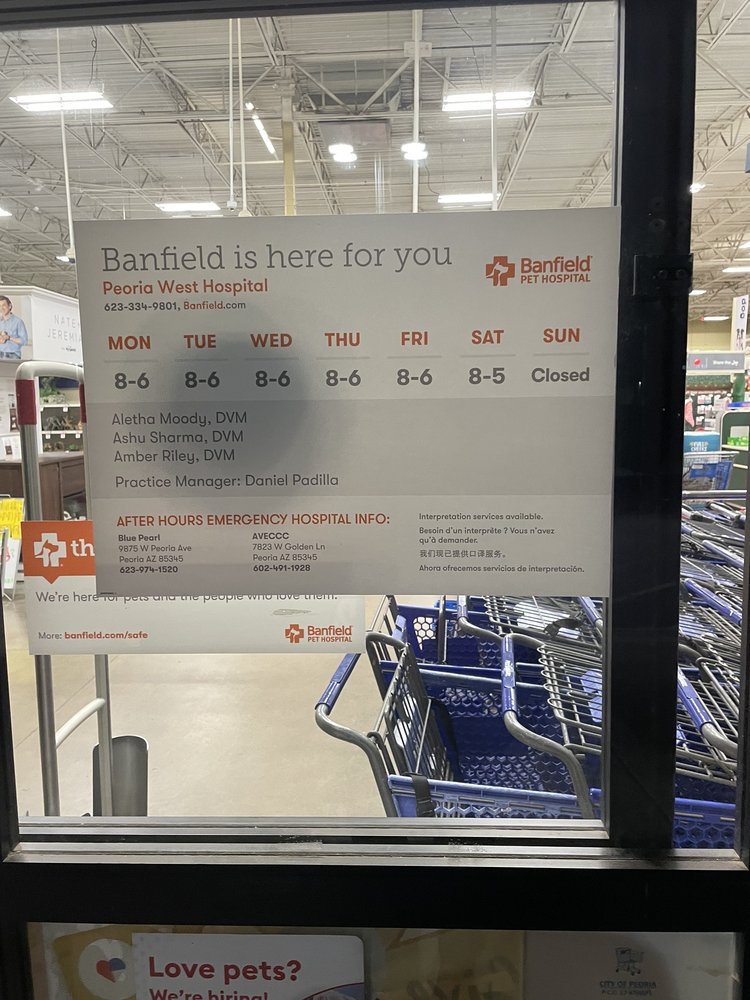 Banfield is here for you
Banfield
PET HOSPITAL
Peoria West Hospital
623-334-9801, Banfield.com
MON TUE WED THU FRI SAT SUN
8-6 8-6 8-6 8-6 8-6 8-5 Closed
Aletha Moody, DVM
Ashu Sharma, DVM
Amber Riley, DVM
Practice Manager: Daniel Padilla
AFTER HOURS EMERGENCY HOSPITAL INFO:
Blue Pearl
9875 W Peoria Ave
Peoria AZ 85345
623-974-1520
AVECCC
7823 W Golden Ln
Peoria AZ 85345
602-491-1928
Interpretation services available.
Besoin d'un interprète ? Vous n'avez
qu'à demander.
我们现已提供口译服务。
Ahora ofrecemos servicios de interpretación.
th
We're here for pets and the people who love them.
More: banfield.com/safe
Banfield
PET HOSPITAL
Love pets?
We're hiring!
CITY OF PEORIA